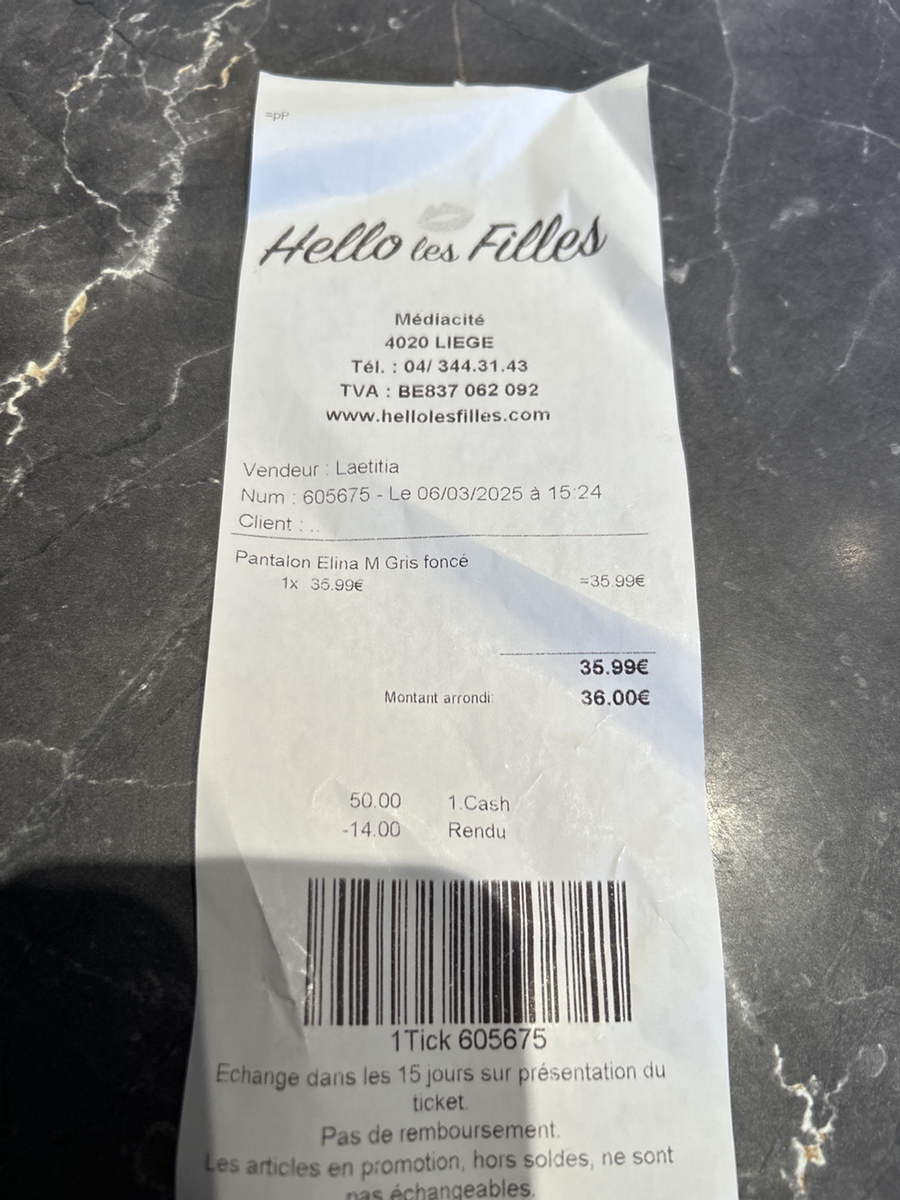 =pP
Hello les Filles
Médiacité
4020 LIEGE
Tél. : 04/ 344.31.43
TVA : BE837 062 092
www.hellolesfilles.com
Vendeur : Laetitia
Num : 605675 - Le 06/03/2025 à 15:24
Client : ..
Pantalon Elina M Gris foncé
1x 35.99€ =35.99€
35.99€
Montant arrondi: 36.00€
50.00 1.Cash
-14.00 Rendu
1Tick 605675
Echange dans les 15 jours sur présentation du
ticket.
Pas de remboursement.
Les articles en promotion, hors soldes, ne sont
pas échangeables.